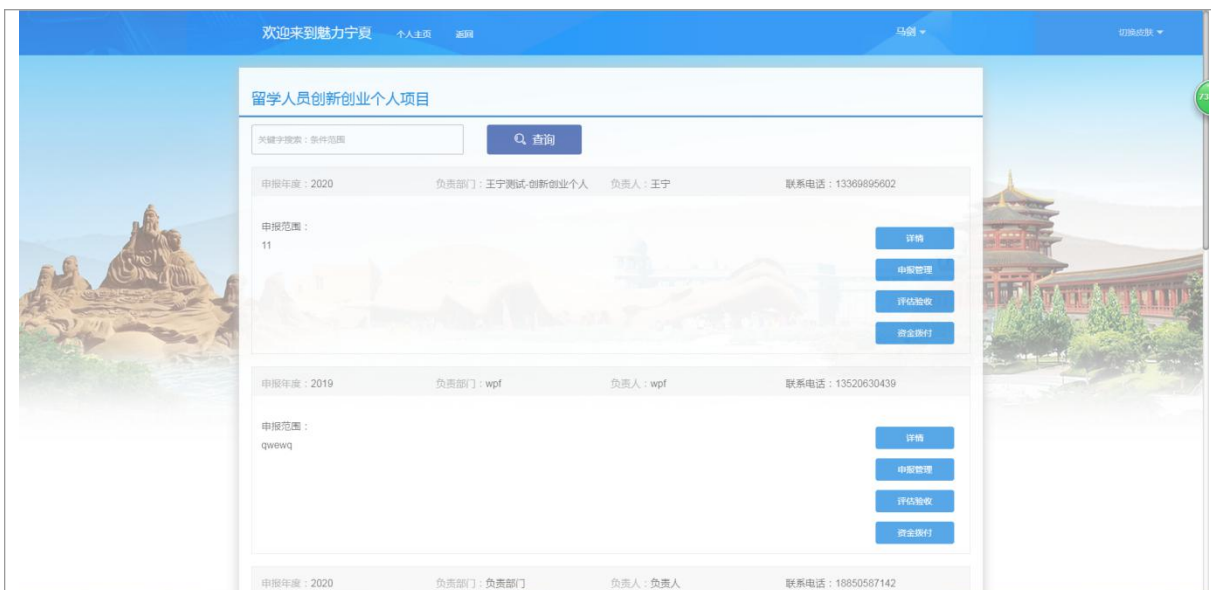 欢迎来到魅力宁夏 个人主页 返回 马剑 切换皮肤
留学人员创新创业个人项目
关键字搜索：条件范围 查询
申报年度：2020 负责部门：王宁测试-创新创业个人 负责人：王宁 联系电话：13369895602
申报范围：
11
详情
申报管理
评估验收
资金拨付
申报年度：2019 负责部门：wpf 负责人：wpf 联系电话：13520630439
申报范围：
qwewq
详情
申报管理
评估验收
资金拨付
申报年度：2020 负责部门：负责部门 负责人：负责人 联系电话：18850587142